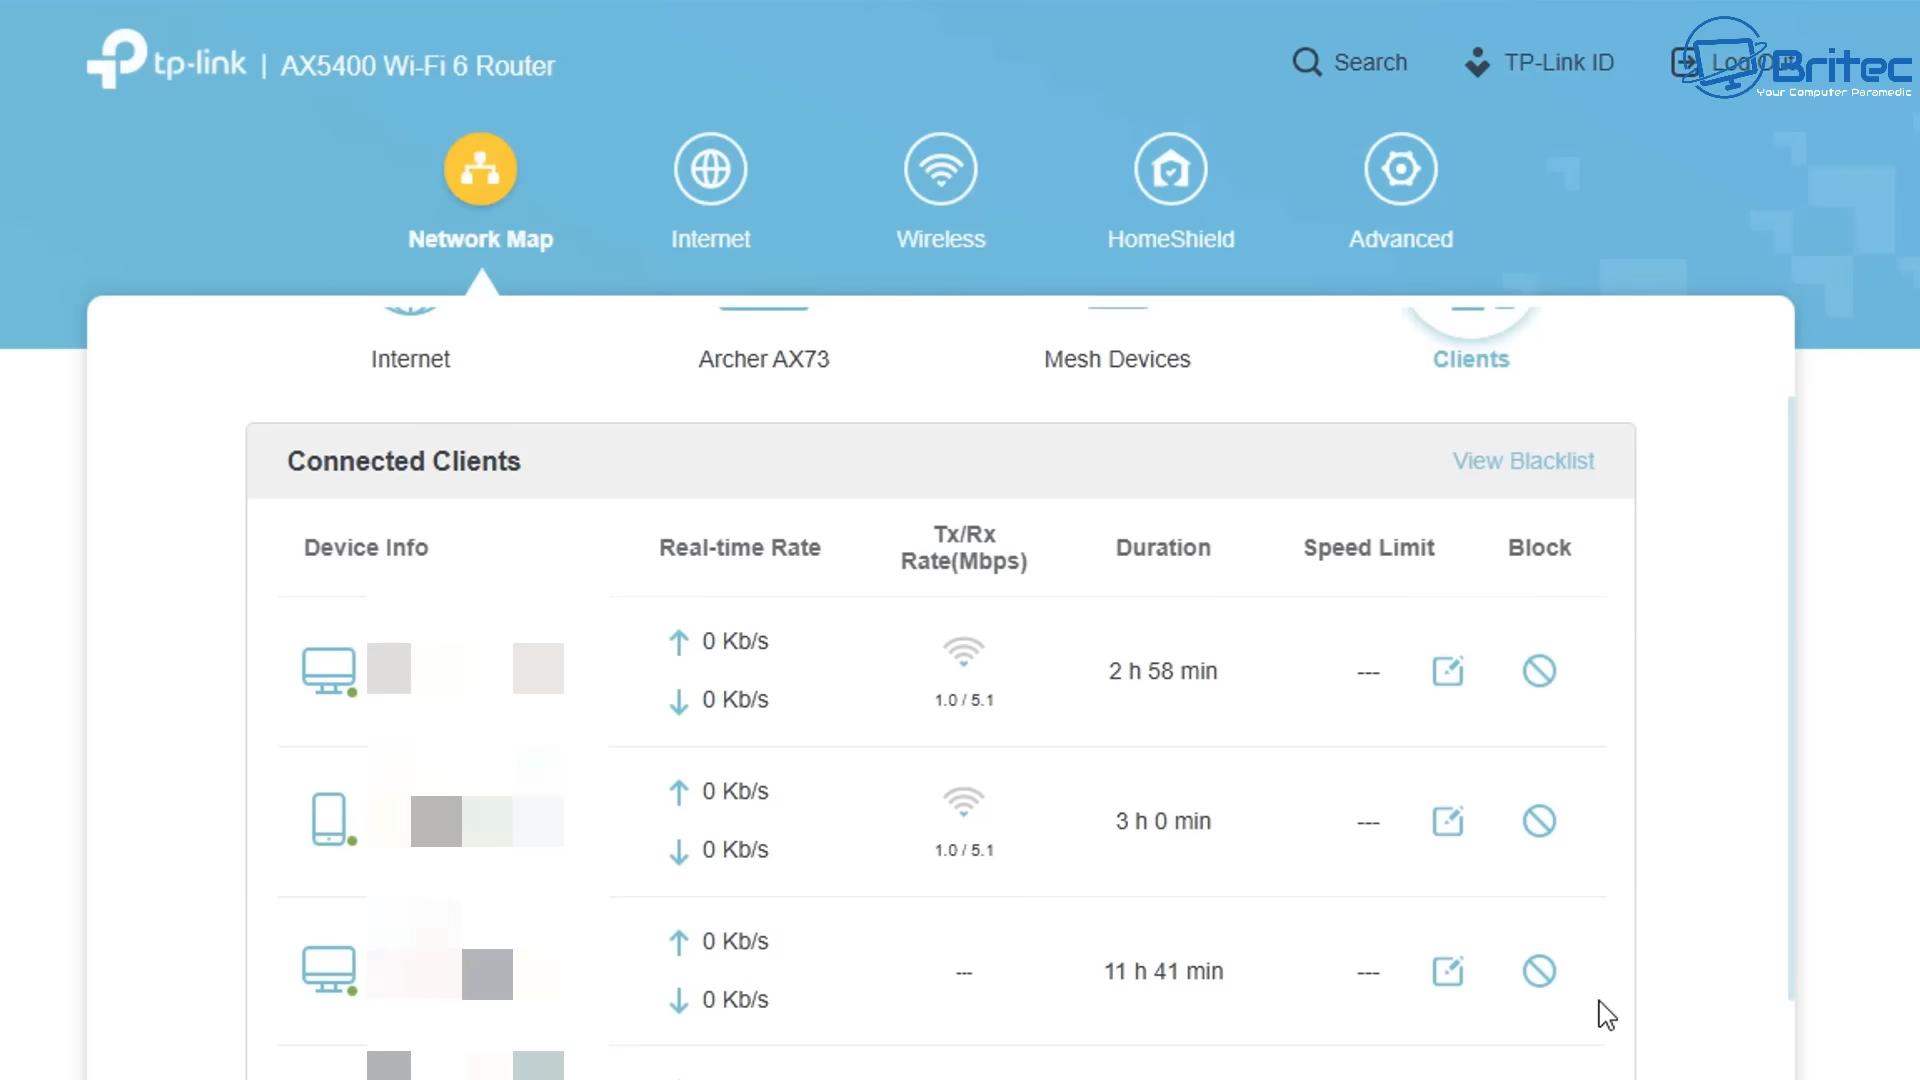 tp-link | AX5400 Wi-Fi 6 Router
Search
TP-Link ID
Log Out
Britec
Your Computer Paramedic
Network Map
Internet
Wireless
HomeShield
Advanced
Internet
Archer AX73
Mesh Devices
Clients
Connected Clients
View Blacklist
Device Info
Real-time Rate
Tx/Rx
Rate(Mbps)
Duration
Speed Limit
Block
0 Kb/s
0 Kb/s
1.0 / 5.1
2 h 58 min
---
0 Kb/s
0 Kb/s
1.0 / 5.1
3 h 0 min
---
0 Kb/s
0 Kb/s
---
11 h 41 min
---